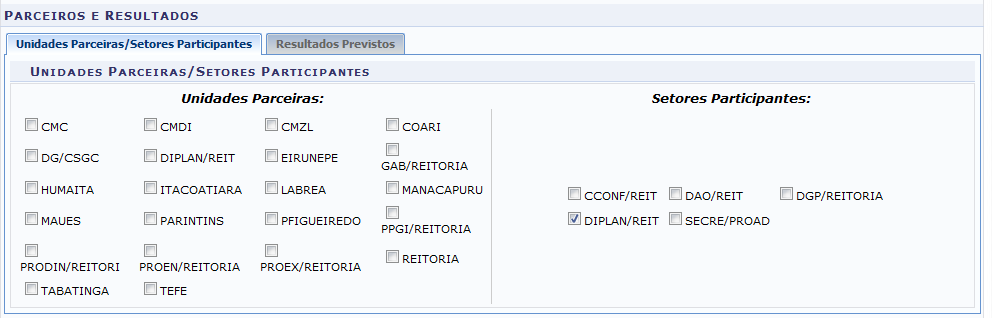 PARCEIROS E RESULTADOS
Unidades Parceiras/Setores Participantes
Resultados Previstos
UNIDADES PARCEIRAS/SETORES PARTICIPANTES
Unidades Parceiras:
CMC CMDI CMZL COARI
DG/CSGC DIPLAN/REIT EIRUNEPE GAB/REITORIA
HUMAITA ITACOATIARA LABREA MANACAPURU
MAUES PARINTINS PFIGUEIREDO PPGI/REITORIA
PRODIN/REITORI PROEN/REITORIA PROEX/REITORIA REITORIA
TABATINGA TEFE
Setores Participantes:
CCONF/REIT DAO/REIT DGP/REITORIA
DIPLAN/REIT SECRE/PROAD